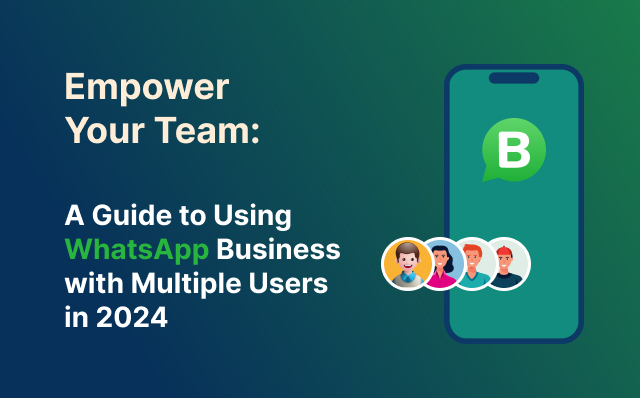 Empower
Your Team:
A Guide to Using
WhatsApp Business
with Multiple Users
in 2024
B